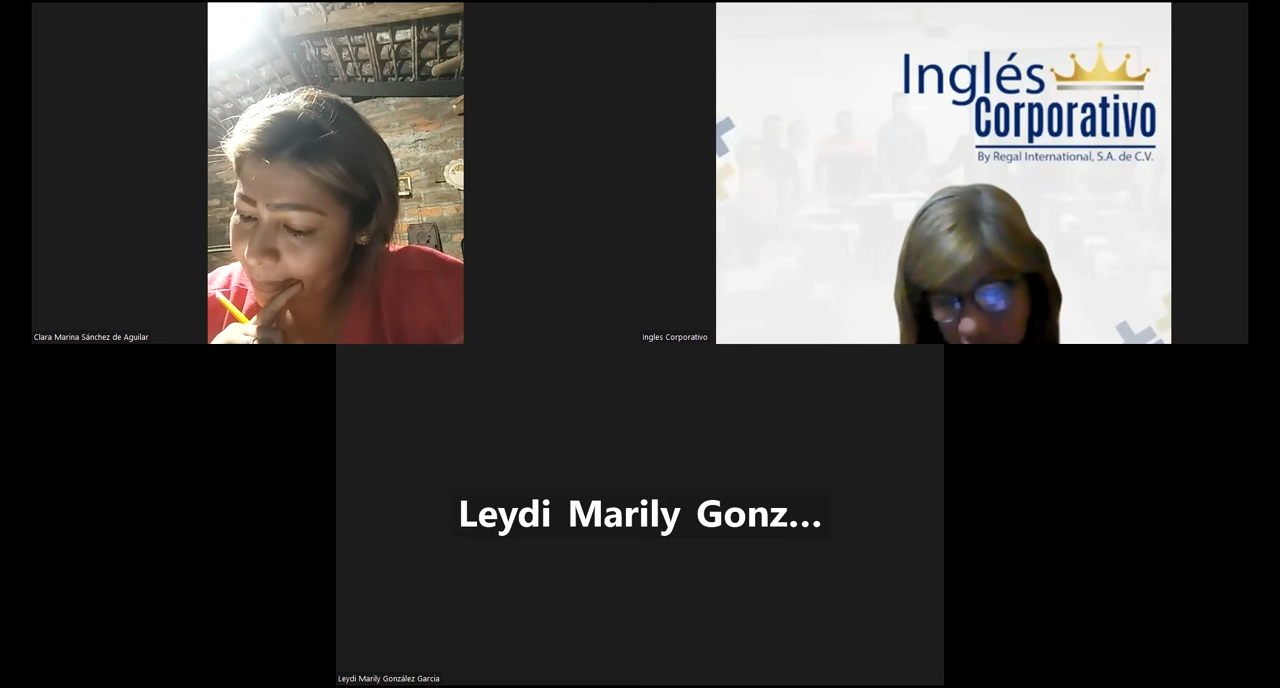 Inglés
Corporativo
By Regal International, S.A. de C.V.
Clara Marina Sánchez de Aguilar
Ingles Corporativo
Leydi Marily Gonz...
Leydi Marily González Garcia